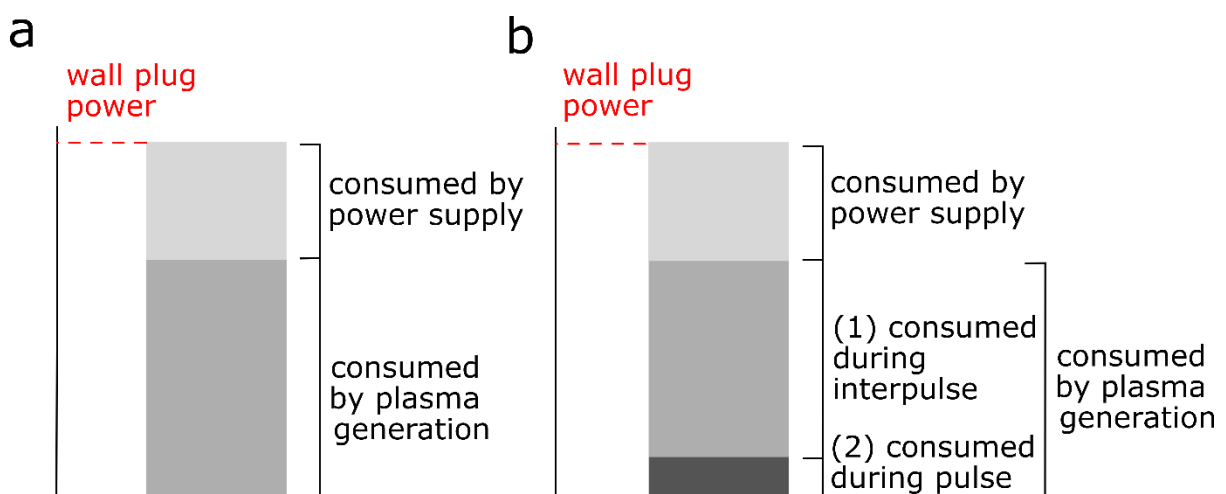 a
wall plug
power
consumed by
power supply
consumed
by plasma
generation
b
wall plug
power
consumed by
power supply
(1) consumed
during
interpulse
(2) consumed
during pulse
consumed
by plasma
generation